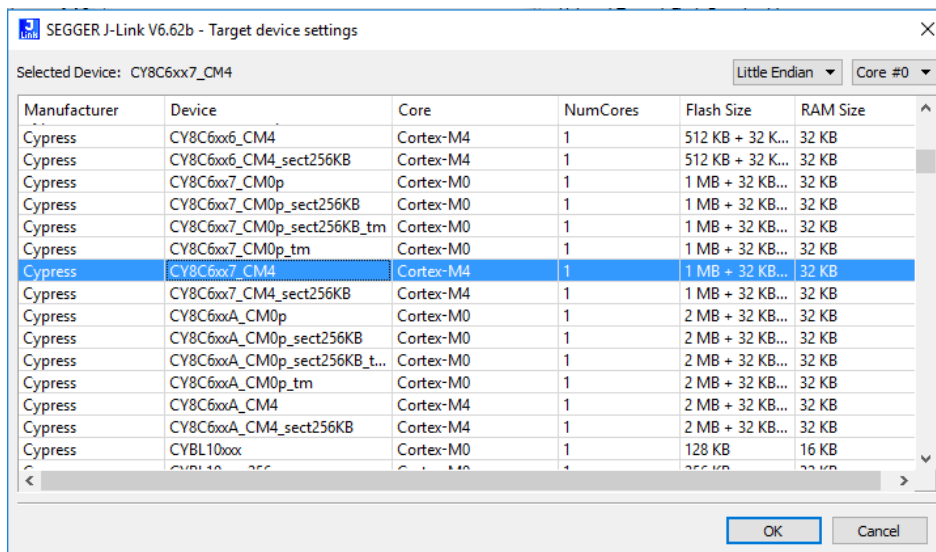 J Link SEGGER J-Link V6.62b - Target device settings
Selected Device: CY8C6xx7_CM4 Little Endian Core #0
Manufacturer Device Core NumCores Flash Size RAM Size
Cypress CY8C6xx6_CM4 Cortex-M4 1 512 KB + 32 K... 32 KB
Cypress CY8C6xx6_CM4_sect256KB Cortex-M4 1 512 KB + 32 K... 32 KB
Cypress CY8C6xx7_CM0p Cortex-M0 1 1 MB + 32 KB... 32 KB
Cypress CY8C6xx7_CM0p_sect256KB Cortex-M0 1 1 MB + 32 KB... 32 KB
Cypress CY8C6xx7_CM0p_sect256KB_tm Cortex-M0 1 1 MB + 32 KB... 32 KB
Cypress CY8C6xx7_CM0p_tm Cortex-M0 1 1 MB + 32 KB... 32 KB
Cypress CY8C6xx7_CM4 Cortex-M4 1 1 MB + 32 KB... 32 KB
Cypress CY8C6xx7_CM4_sect256KB Cortex-M4 1 1 MB + 32 KB... 32 KB
Cypress CY8C6xxA_CM0p Cortex-M0 1 2 MB + 32 KB... 32 KB
Cypress CY8C6xxA_CM0p_sect256KB Cortex-M0 1 2 MB + 32 KB... 32 KB
Cypress CY8C6xxA_CM0p_sect256KB_t... Cortex-M0 1 2 MB + 32 KB... 32 KB
Cypress CY8C6xxA_CM0p_tm Cortex-M0 1 2 MB + 32 KB... 32 KB
Cypress CY8C6xxA_CM4 Cortex-M4 1 2 MB + 32 KB... 32 KB
Cypress CY8C6xxA_CM4_sect256KB Cortex-M4 1 2 MB + 32 KB... 32 KB
Cypress CYBL10xxx Cortex-M0 1 128 KB 16 KB
OK Cancel